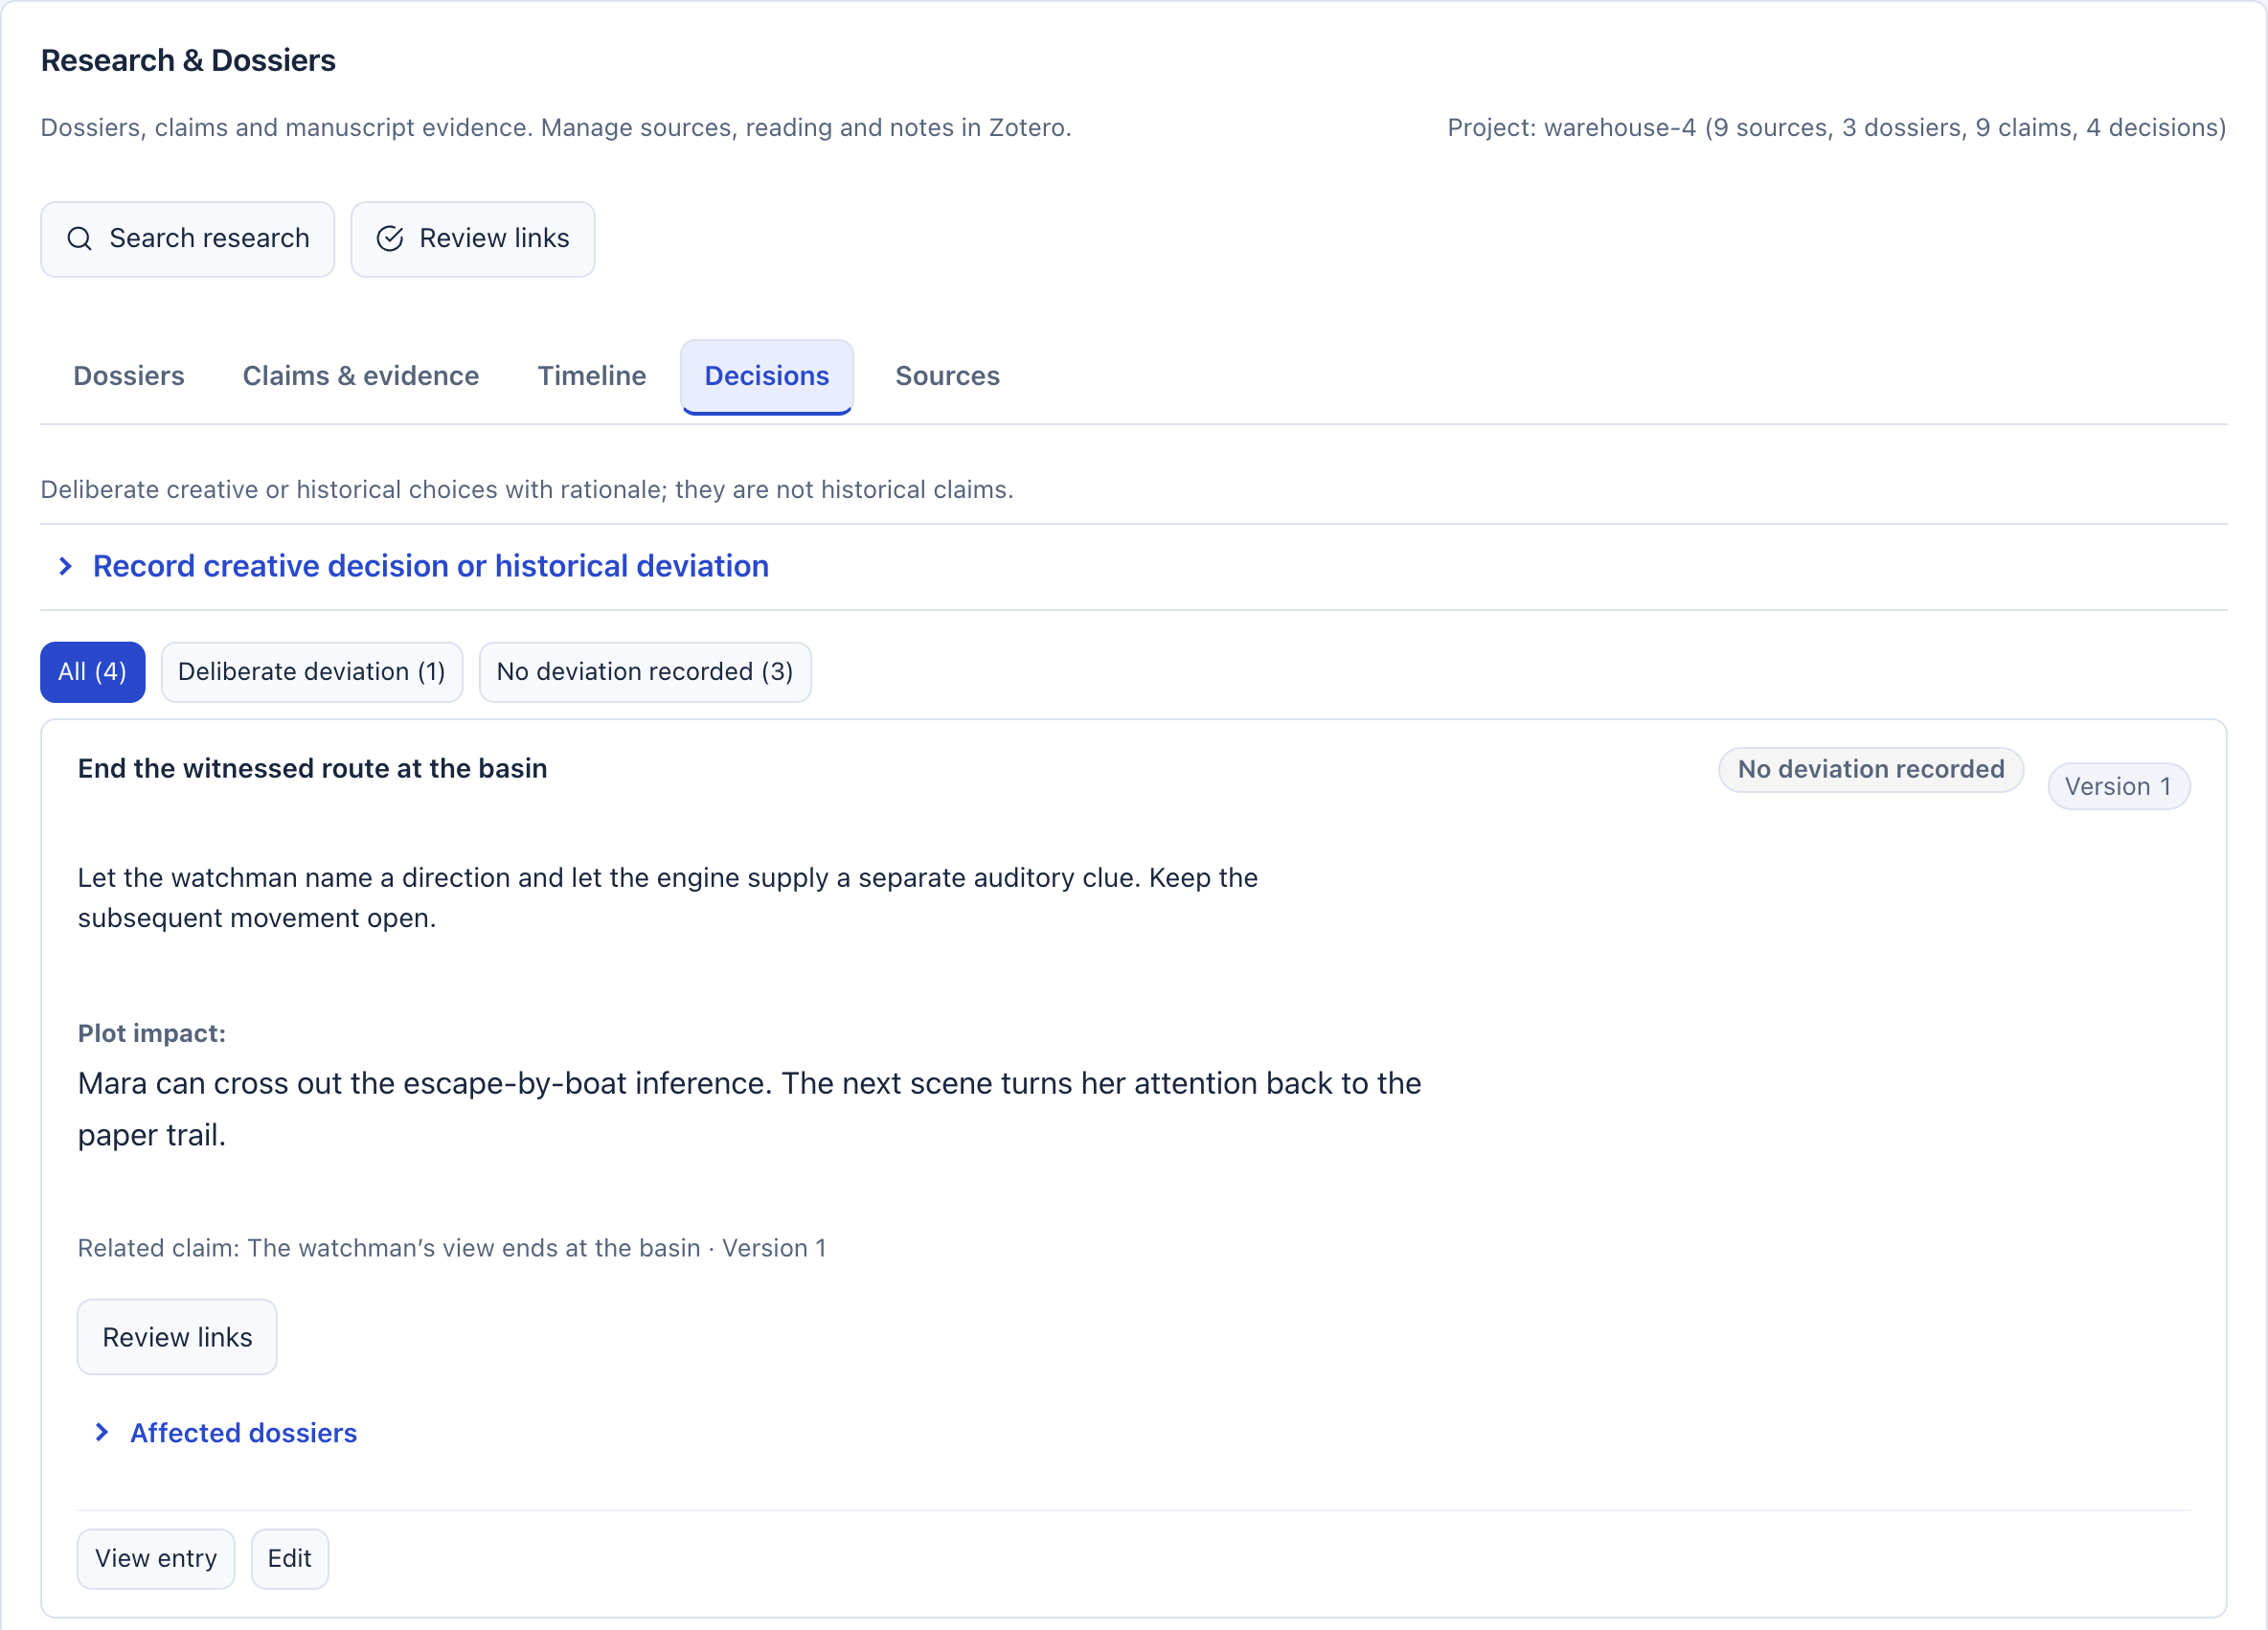 Research & Dossiers
Dossiers, claims and manuscript evidence. Manage sources, reading and notes in Zotero.
Project: warehouse-4 (9 sources, 3 dossiers, 9 claims, 4 decisions)
Search research
Review links
Dossiers
Claims & evidence
Timeline
Decisions
Sources
Deliberate creative or historical choices with rationale; they are not historical claims.
Record creative decision or historical deviation
All (4)
Deliberate deviation (1)
No deviation recorded (3)
End the witnessed route at the basin
No deviation recorded
Version 1
Let the watchman name a direction and let the engine supply a separate auditory clue. Keep the
subsequent movement open.
Plot impact:
Mara can cross out the escape-by-boat inference. The next scene turns her attention back to the
paper trail.
Related claim: The watchman’s view ends at the basin · Version 1
Review links
Affected dossiers
View entry
Edit